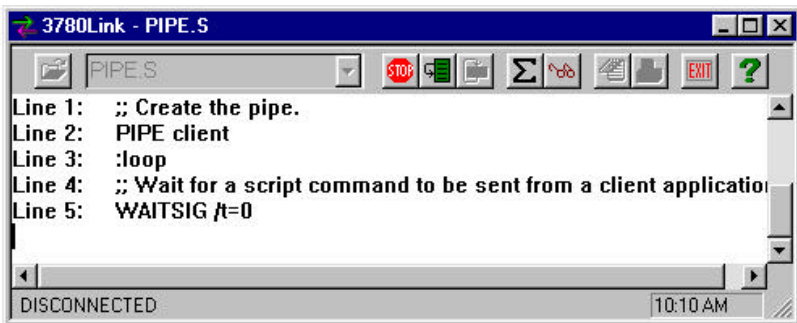 3780Link - PIPE.S
PIPE.S
STOP
Σ
EXIT
?
Line 1: ;; Create the pipe.
Line 2: PIPE client
Line 3: :loop
Line 4: ;; Wait for a script command to be sent from a client application
Line 5: WAITSIG /t=0
DISCONNECTED
10:10 AM